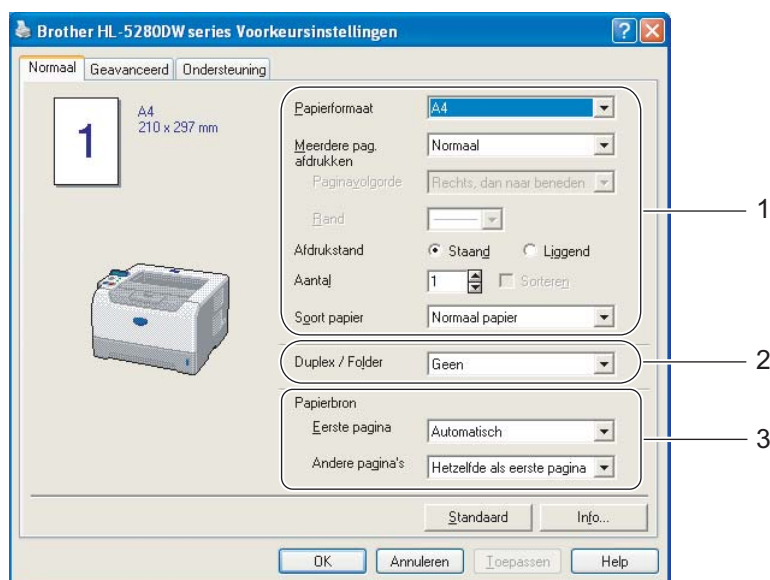 Brother HL-5280DW series Voorkeursinstellingen
Normaal Geavanceerd Ondersteuning
1
A4
210 x 297 mm
Papierformaat A4
Meerdere pag. afdrukken Normaal
Paginavolgorde Rechts, dan naar beneden
Rand
Afdrukstand Staand Liggend
Aantal 1 Sorteren
Soort papier Normaal papier
1
Duplex / Folder Geen
2
Papierbron
Eerste pagina Automatisch
Andere pagina's Hetzelfde als eerste pagina
3
Standaard Info...
OK Annuleren Toepassen Help